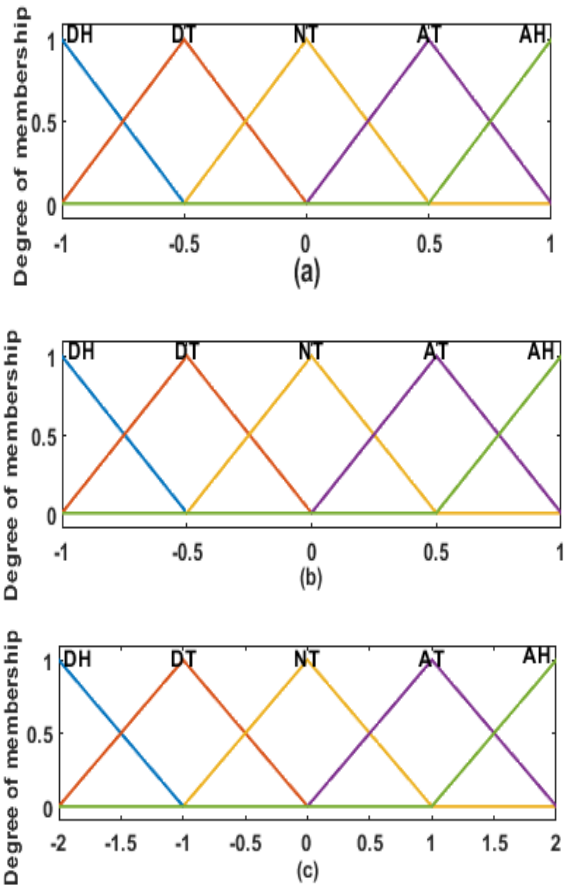 Degree of membership
DH DT NT AT AH
1
0.5
0
-1 -0.5 0 0.5 1
(a)
Degree of membership
DH DT NT AT AH
1
0.5
0
-1 -0.5 0 0.5 1
(b)
Degree of membership
DH DT NT AT AH
1
0.5
0
-2 -1.5 -1 -0.5 0 0.5 1 1.5 2
(c)